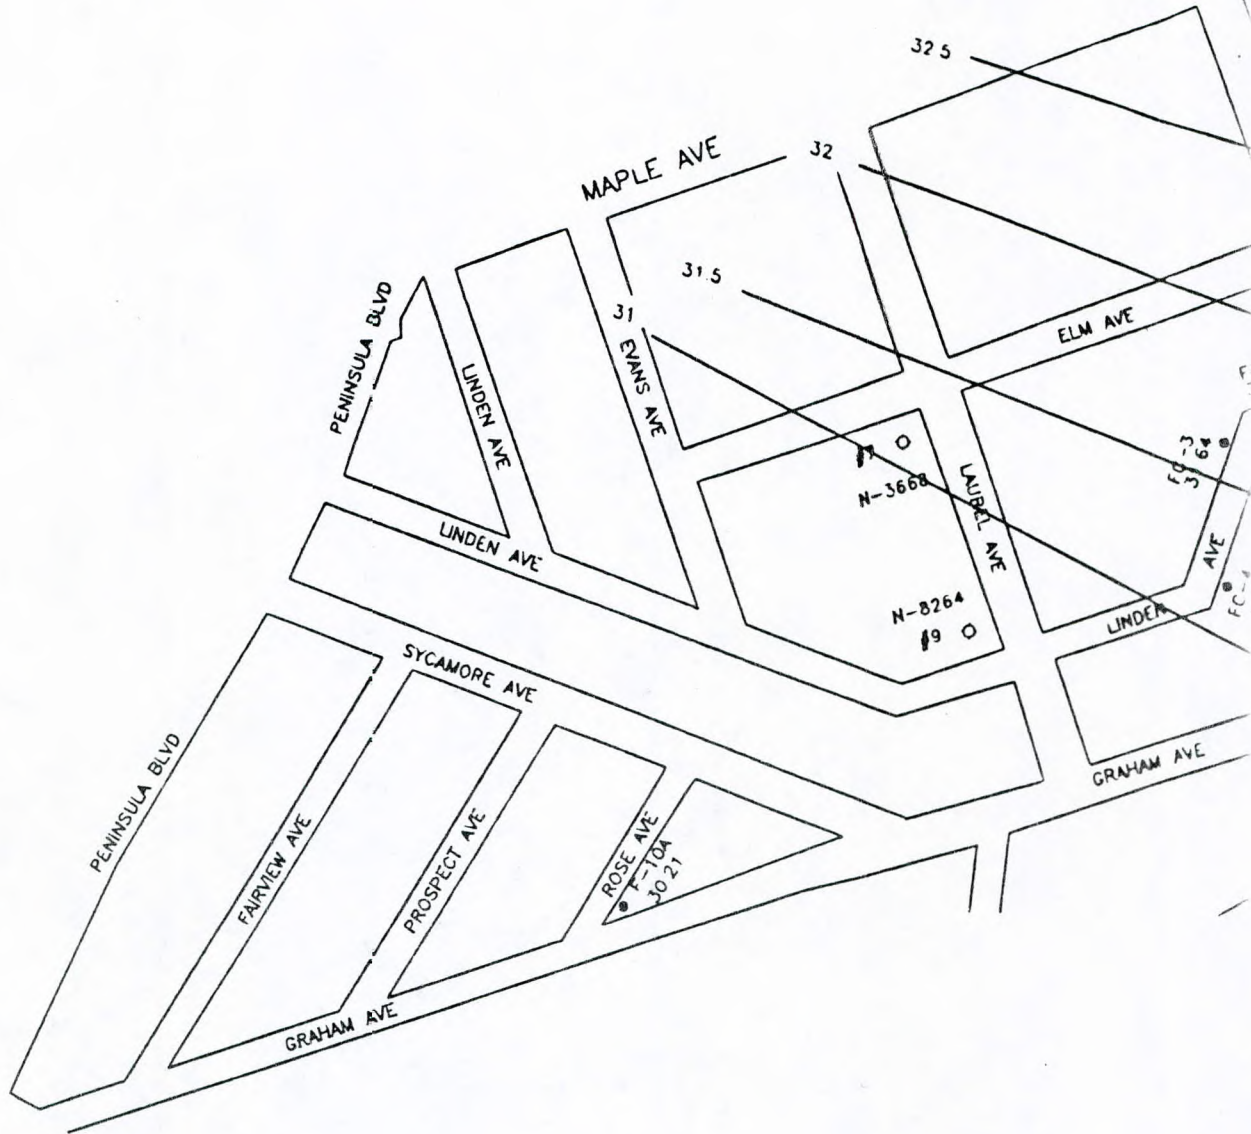 32 5
32
MAPLE AVE
31.5
31
PENINSULA BLVD
ELM AVE
EVANS AVE
LINDEN AVE
N-3668
LAUREL AVE
FC-3
LINDEN AVE
AVE
N-8264
#9
LINDEN
SYCAMORE AVE
PENINSULA BLVD
GRAHAM AVE
FAIRVIEW AVE
PROSPECT AVE
ROSE AVE
F-10A
30 21
GRAHAM AVE